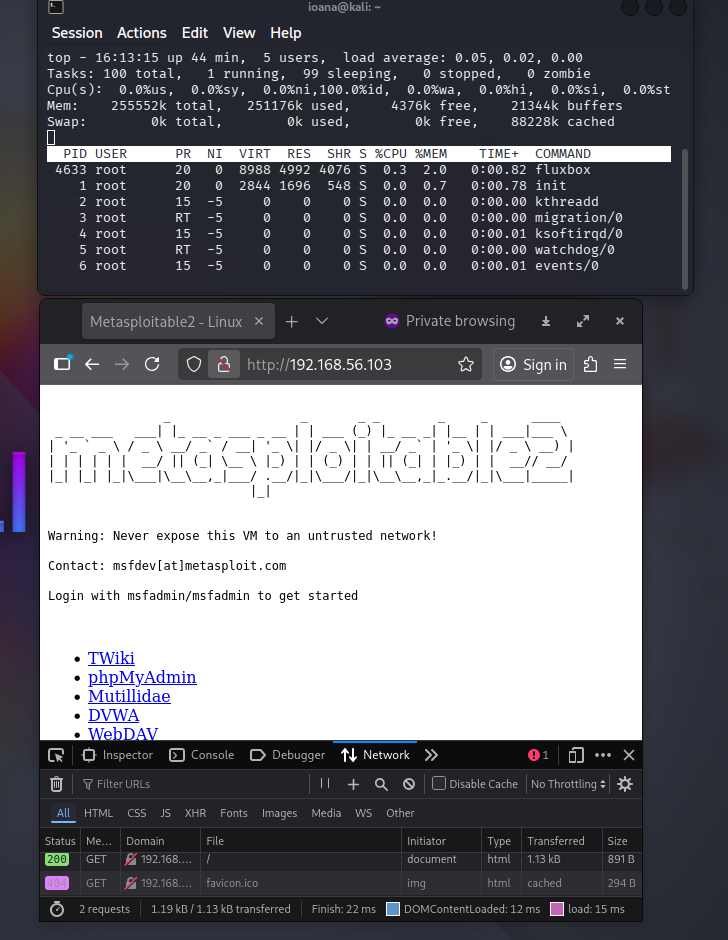 ioana@kali: ~
Session Actions Edit View Help
top - 16:13:15 up 44 min,  5 users,  load average: 0.05, 0.02, 0.00
Tasks: 100 total,   1 running,  99 sleeping,   0 stopped,   0 zombie
Cpu(s):  0.0%us,  0.0%sy,  0.0%ni,100.0%id,  0.0%wa,  0.0%hi,  0.0%si,  0.0%st
Mem:    255552k total,   251176k used,     4376k free,    21344k buffers
Swap:        0k total,        0k used,        0k free,    88228k cached
PID USER      PR  NI  VIRT  RES  SHR S %CPU %MEM    TIME+  COMMAND
4633 root      20   0  8988 4992 4076 S  0.3  2.0   0:00.82 fluxbox
1 root      20   0  2844 1696  548 S  0.0  0.7   0:00.78 init
2 root      15  -5     0    0    0 S  0.0  0.0   0:00.00 kthreadd
3 root      RT  -5     0    0    0 S  0.0  0.0   0:00.00 migration/0
4 root      15  -5     0    0    0 S  0.0  0.0   0:00.01 ksoftirqd/0
5 root      RT  -5     0    0    0 S  0.0  0.0   0:00.00 watchdog/0
6 root      15  -5     0    0    0 S  0.0  0.0   0:00.01 events/0
Metasploitable2 - Linux Private browsing
http://192.168.56.103 Sign in
metasploitable2
Warning: Never expose this VM to an untrusted network!
Contact: msfdev[at]metasploit.com
Login with msfadmin/msfadmin to get started
• TWiki
• phpMyAdmin
• Mutillidae
• DVWA
• WebDAV
Inspector Console Debugger Network 1
Filter URLs Disable Cache No Throttling
All HTML CSS JS XHR Fonts Images Media WS Other
Status Me... Domain File Initiator Type Transferred Size
200 GET 192.168.... / document html 1.13 kB 891 B
404 GET 192.168.... favicon.ico img html cached 294 B
2 requests 1.19 kB / 1.13 kB transferred Finish: 22 ms DOMContentLoaded: 12 ms load: 15 ms